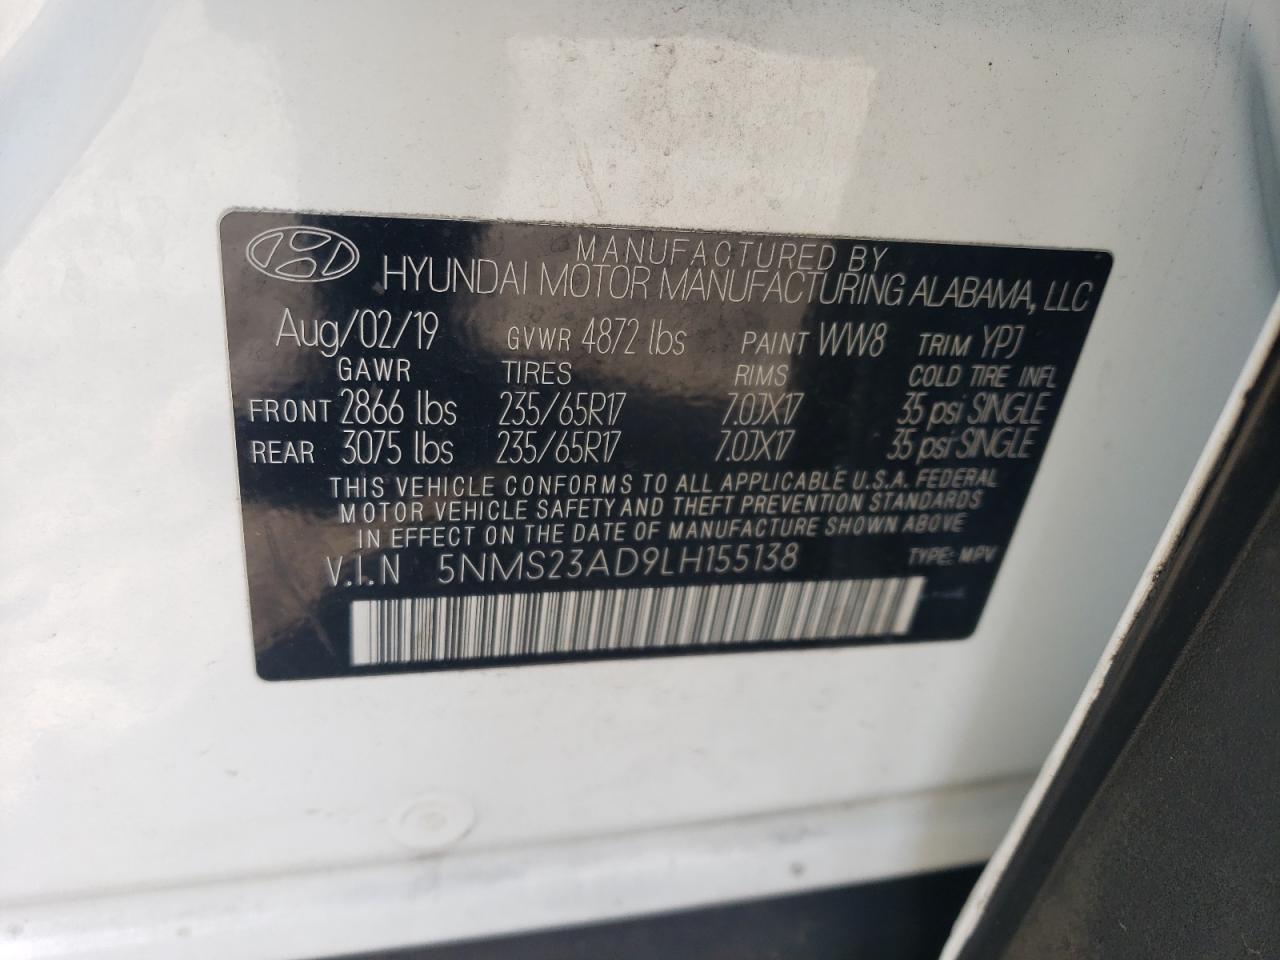 MANUFACTURED BY
HYUNDAI MOTOR MANUFACTURING ALABAMA, LLC
Aug/02/19 GVWR 4872 lbs PAINT WW8 TRIM YPJ
GAWR TIRES RIMS COLD TIRE INFL
FRONT 2866 lbs 235/65R17 7.0JX17 35 psi SINGLE
REAR 3075 lbs 235/65R17 7.0JX17 35 psi SINGLE
THIS VEHICLE CONFORMS TO ALL APPLICABLE U.S.A. FEDERAL
MOTOR VEHICLE SAFETY AND THEFT PREVENTION STANDARDS
IN EFFECT ON THE DATE OF MANUFACTURE SHOWN ABOVE
V.I.N 5NMS23AD9LH155138 TYPE: MPV